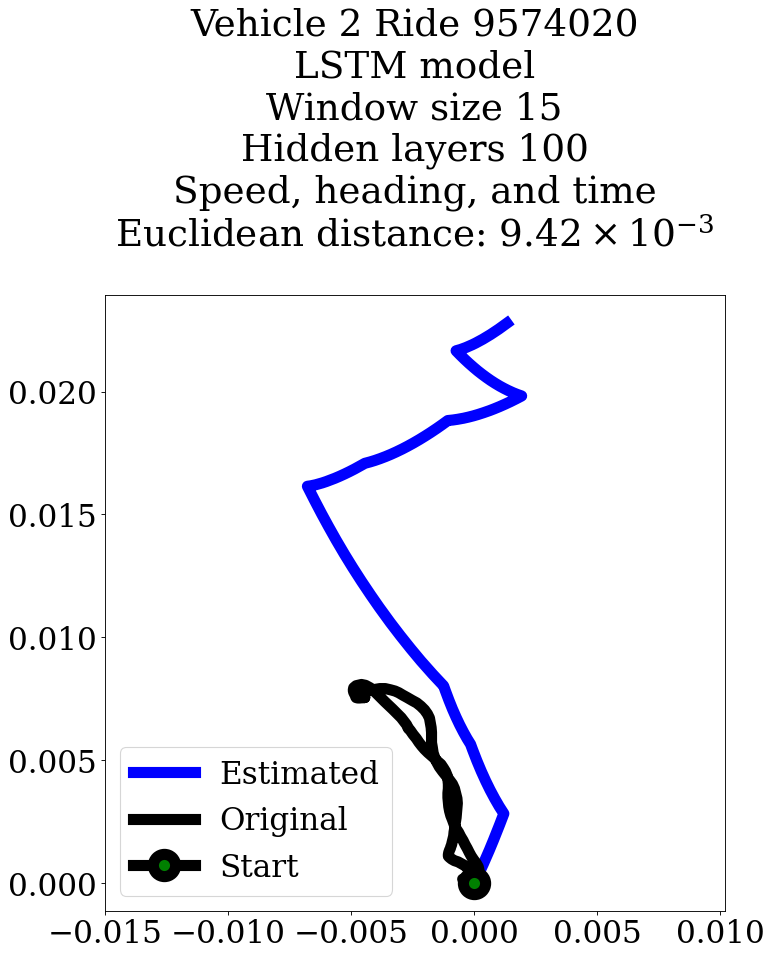 Vehicle 2 Ride 9574020
LSTM model
Window size 15
Hidden layers 100
Speed, heading, and time
Euclidean distance: 9.42 × 10⁻³
0.020
0.015
0.010
0.005
0.000
Estimated
Original
Start
−0.015 −0.010 −0.005 0.000 0.005 0.010